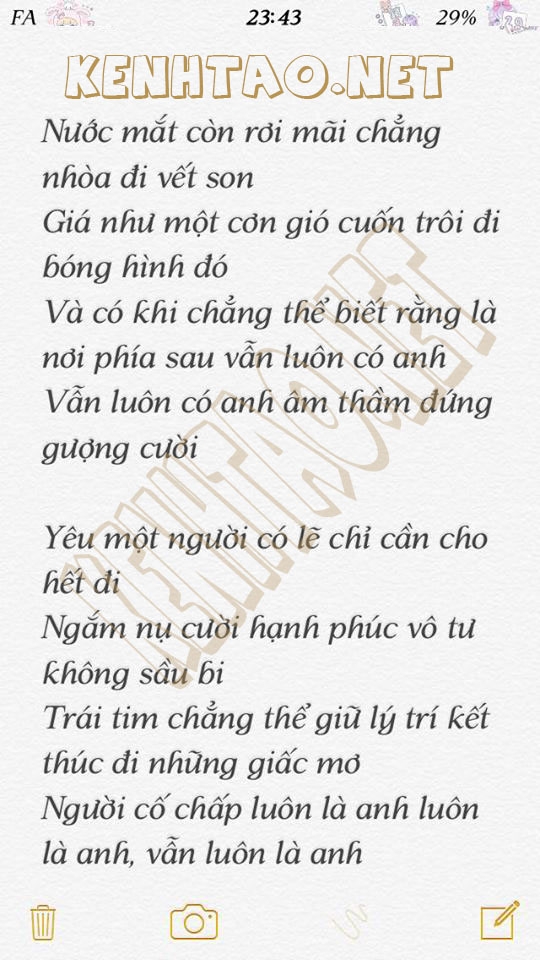 FA 23:43 29%
KENHTAO.NET
Nước mắt còn rơi mãi chẳng
nhòa đi vết son
Giá như một cơn gió cuốn trôi đi
bóng hình đó
Và có khi chẳng thể biết rằng là
nơi phía sau vẫn luôn có anh
Vẫn luôn có anh âm thầm đứng
gượng cười
Yêu một người có lẽ chỉ cần cho
hết đi
Ngắm nụ cười hạnh phúc vô tư
không sầu bi
Trái tim chẳng thể giữ lý trí kết
thúc đi những giấc mơ
Người cố chấp luôn là anh luôn
là anh, vẫn luôn là anh
KENHTAO.NET